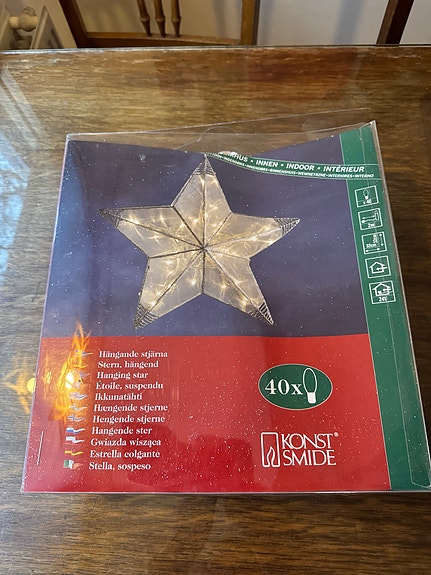 INNEN • INDOOR • INTÉRIEUR
Hängande stjärna
Stern, hängend
Hanging star
Étoile, suspendu
Ikkunatähti
Hængende stjerne
Hengende stjerne
Hangende ster
Gwiazda wisząca
Estrella colgante
Stella, sospeso
40x
KONST
SMIDE®